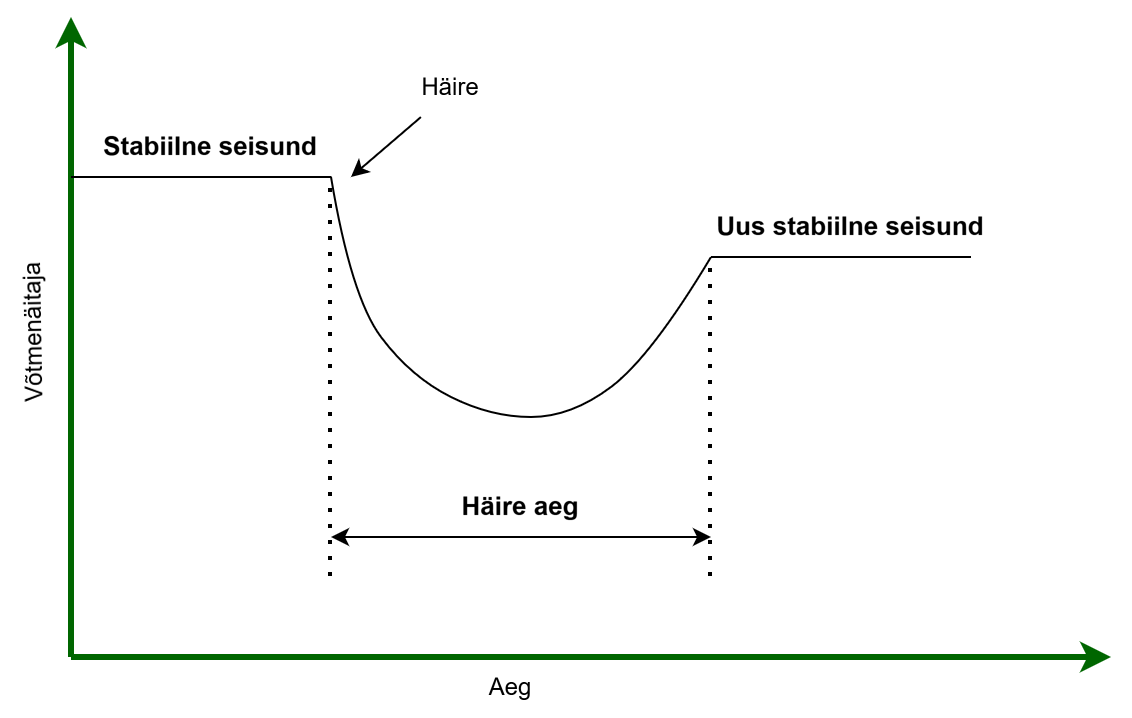 Häire
Stabiilne seisund
Uus stabiilne seisund
Võtmenäitaja
Häire aeg
Aeg